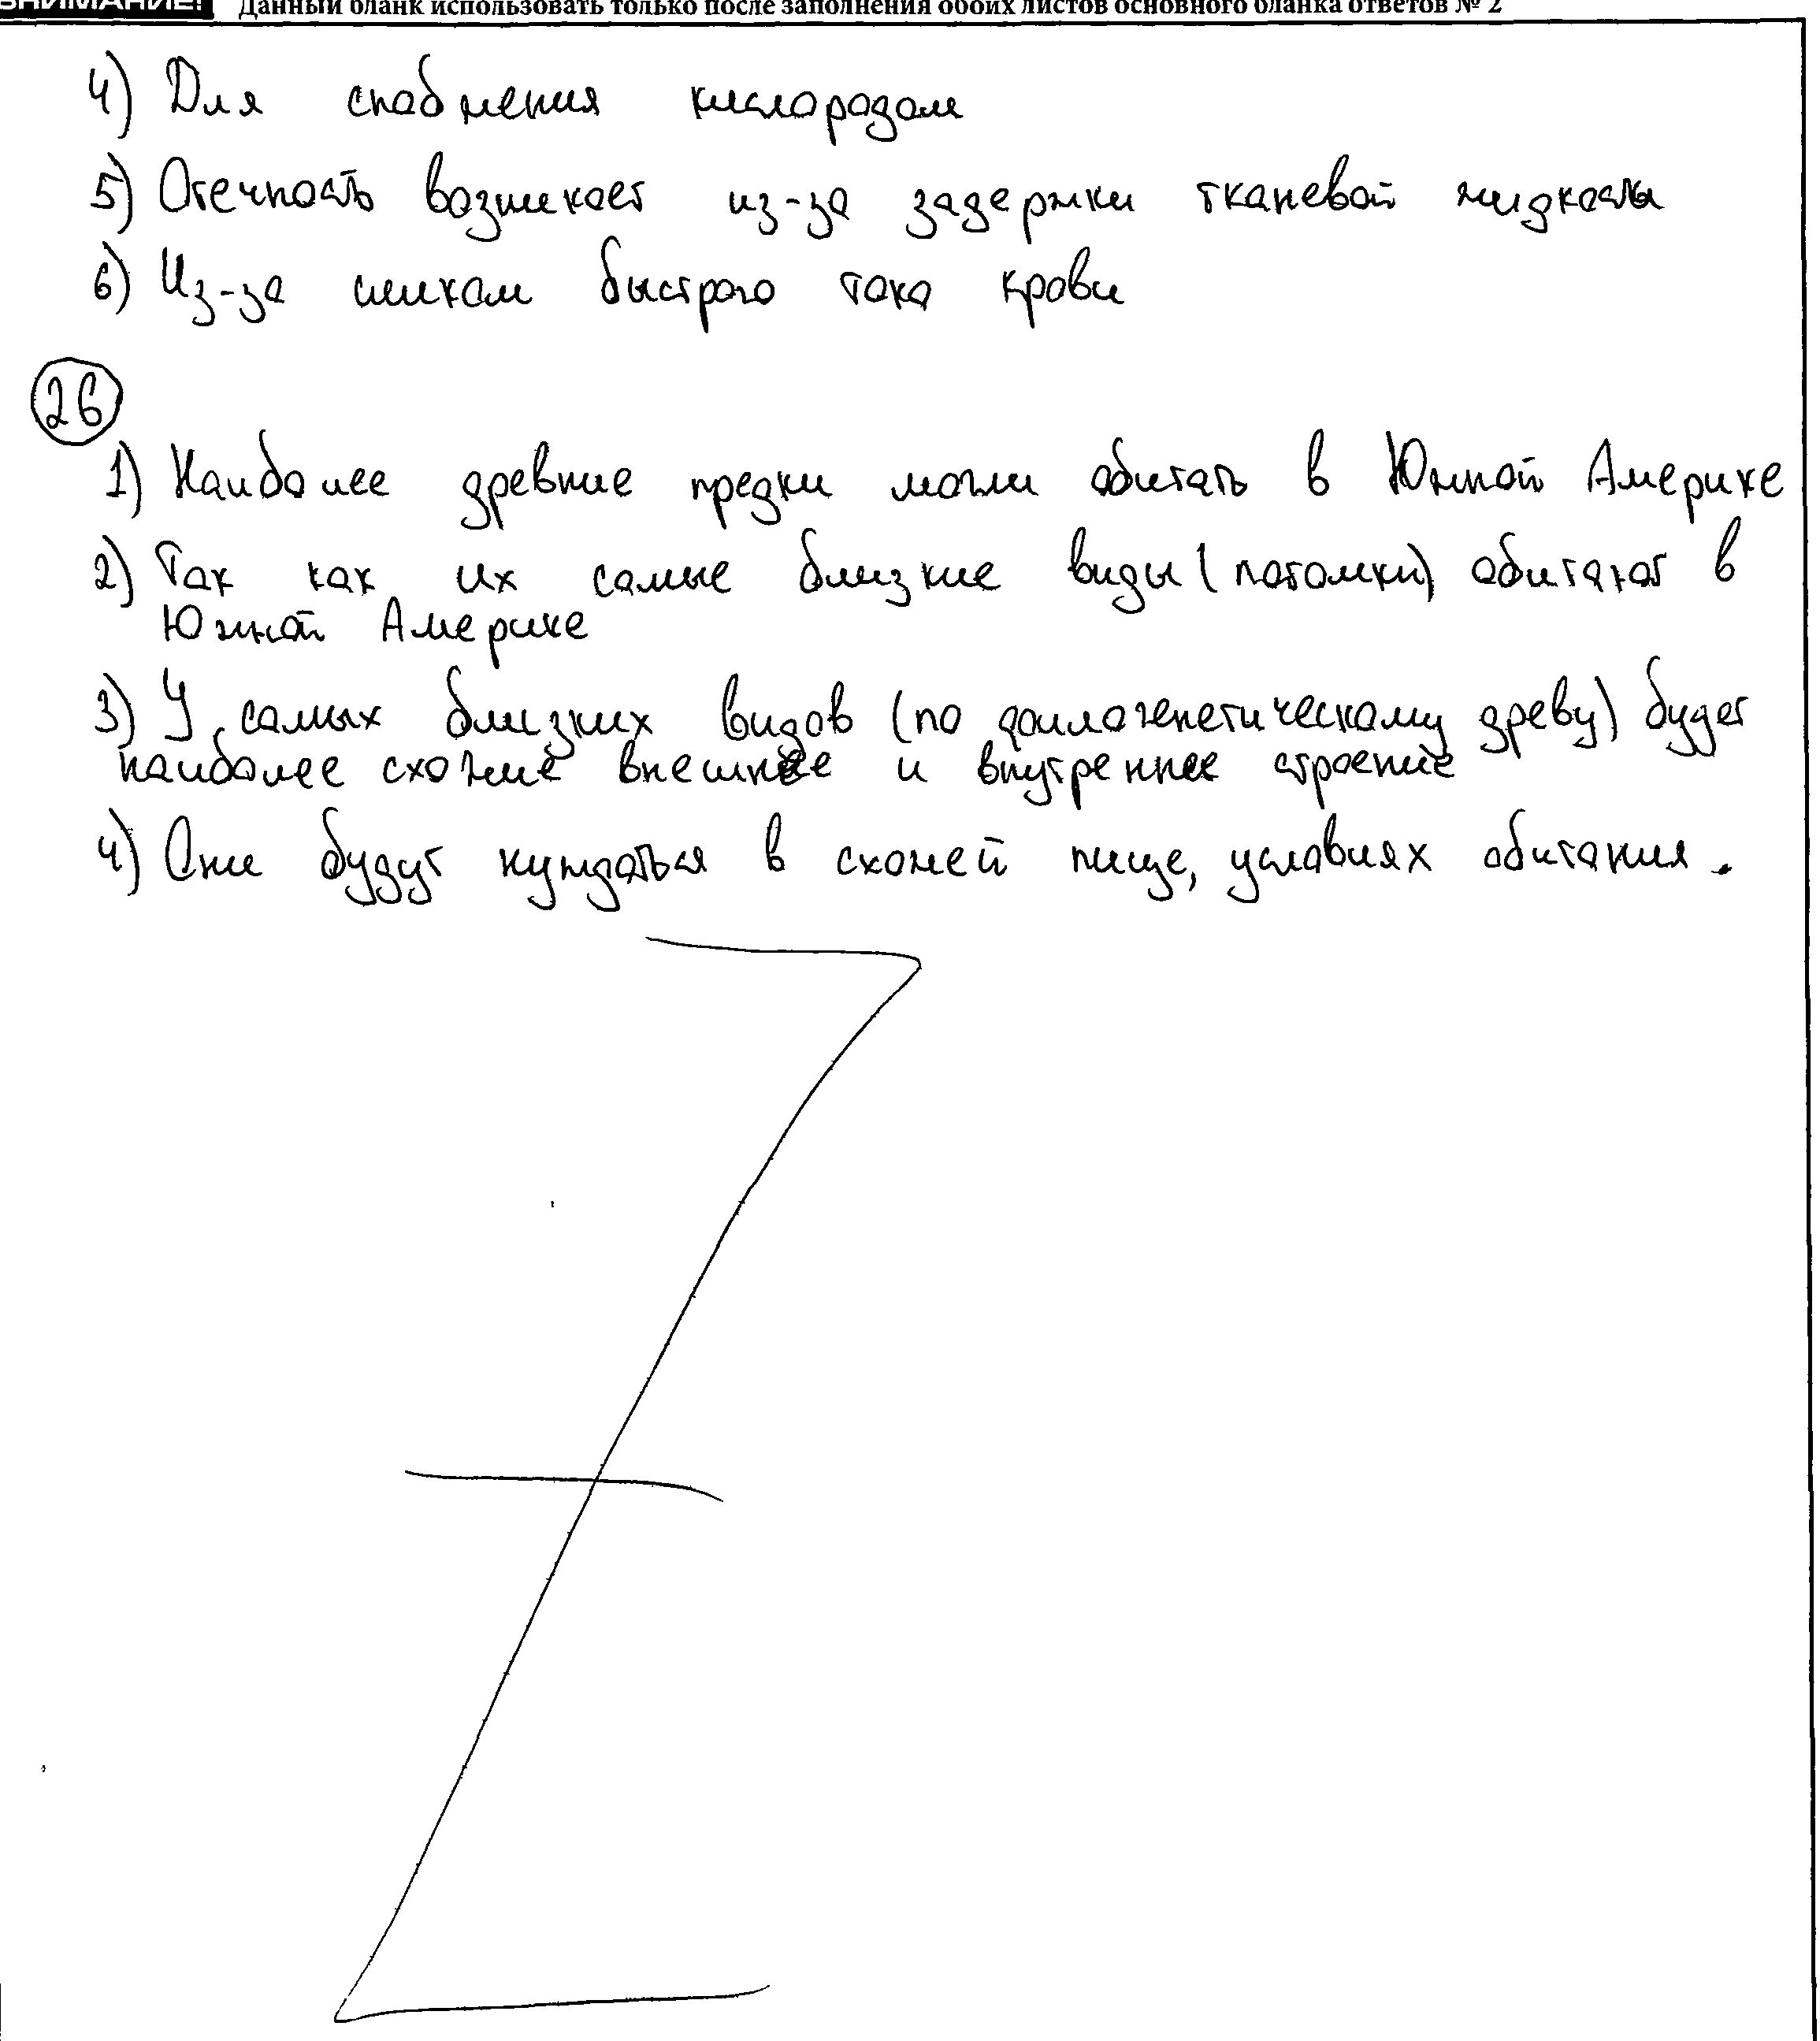 ВНИМАНИЕ! Данный бланк использовать только после заполнения обоих листов основного бланка ответов № 2
4) Для снабжения кислородом
5) Отечность возникает из-за задержки тканевой жидкости
6) Из-за слишком быстрого тока крови
26
1) Наиболее древние предки могли обитать в Южной Америке
2) Так как их самые близкие виды (потомки) обитают в
Южной Америке
3) У самых близких видов (по филогенетическому древу) будет
наиболее схожие внешнее и внутреннее строение
4) Они будут нуждаться в схожей пище, условиях обитания.